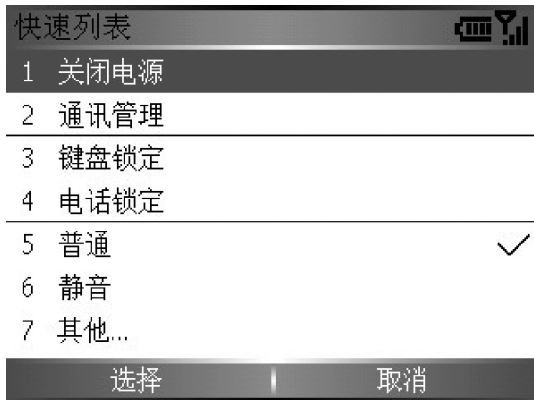 快速列表
1 关闭电源
2 通讯管理
3 键盘锁定
4 电话锁定
5 普通
6 静音
7 其他...
选择 取消